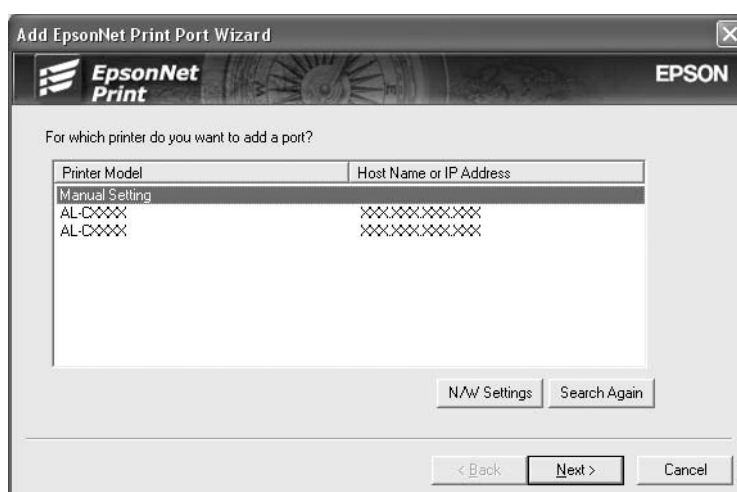 Add EpsonNet Print Port Wizard
EpsonNet
Print
EPSON
For which printer do you want to add a port?
Printer Model Host Name or IP Address
Manual Setting
AL-CXXXX XXX.XXX.XXX.XXX
AL-CXXXX XXX.XXX.XXX.XXX
N/W Settings Search Again
< Back Next > Cancel